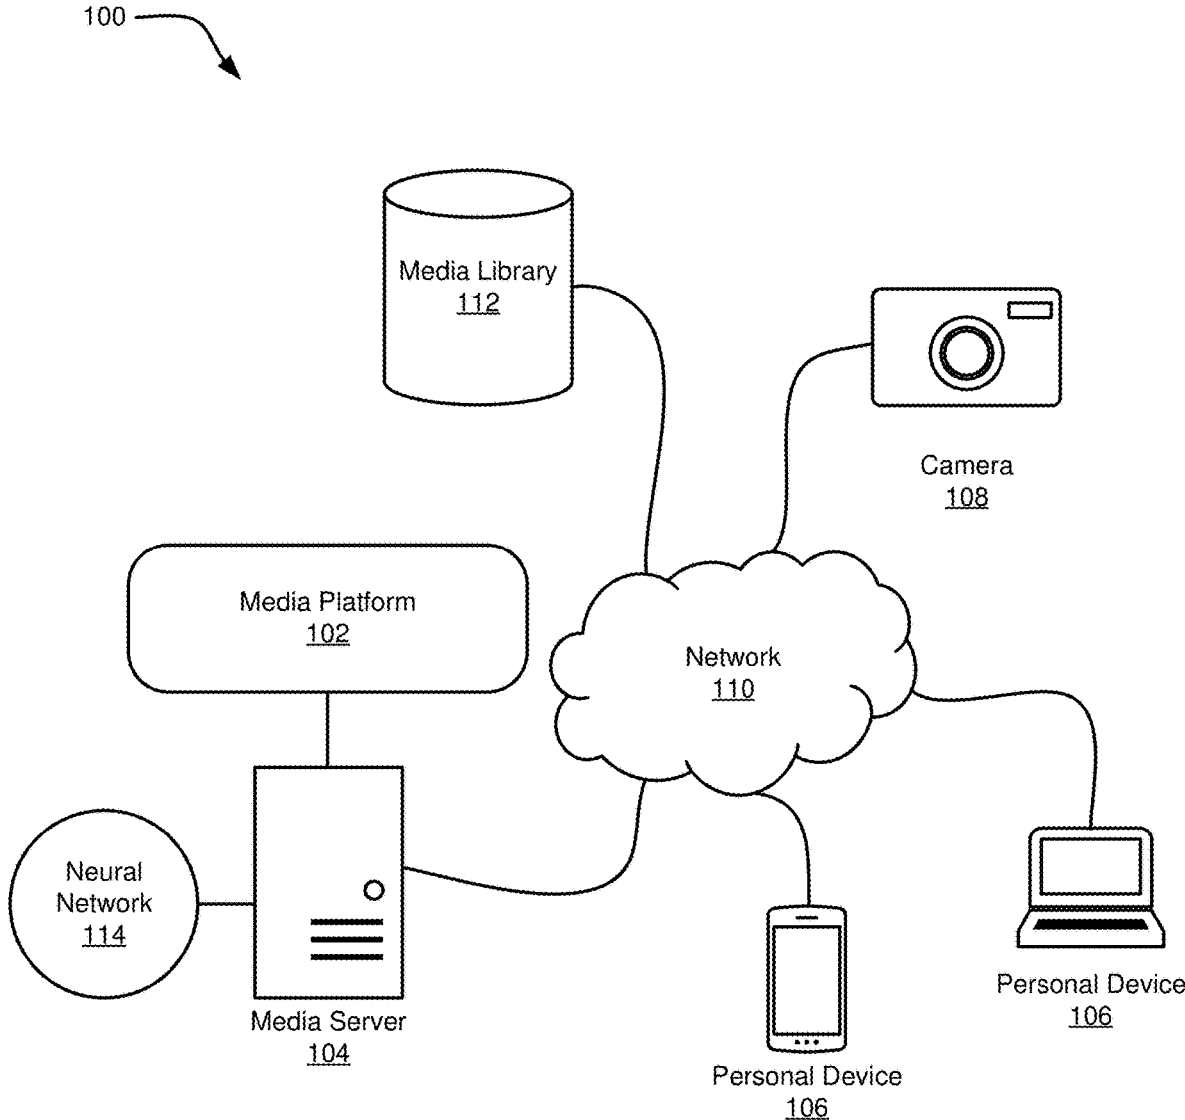 100
Media Library
112
Camera
108
Media Platform
102
Network
110
Neural
Network
114
Media Server
104
Personal Device
106
Personal Device
106